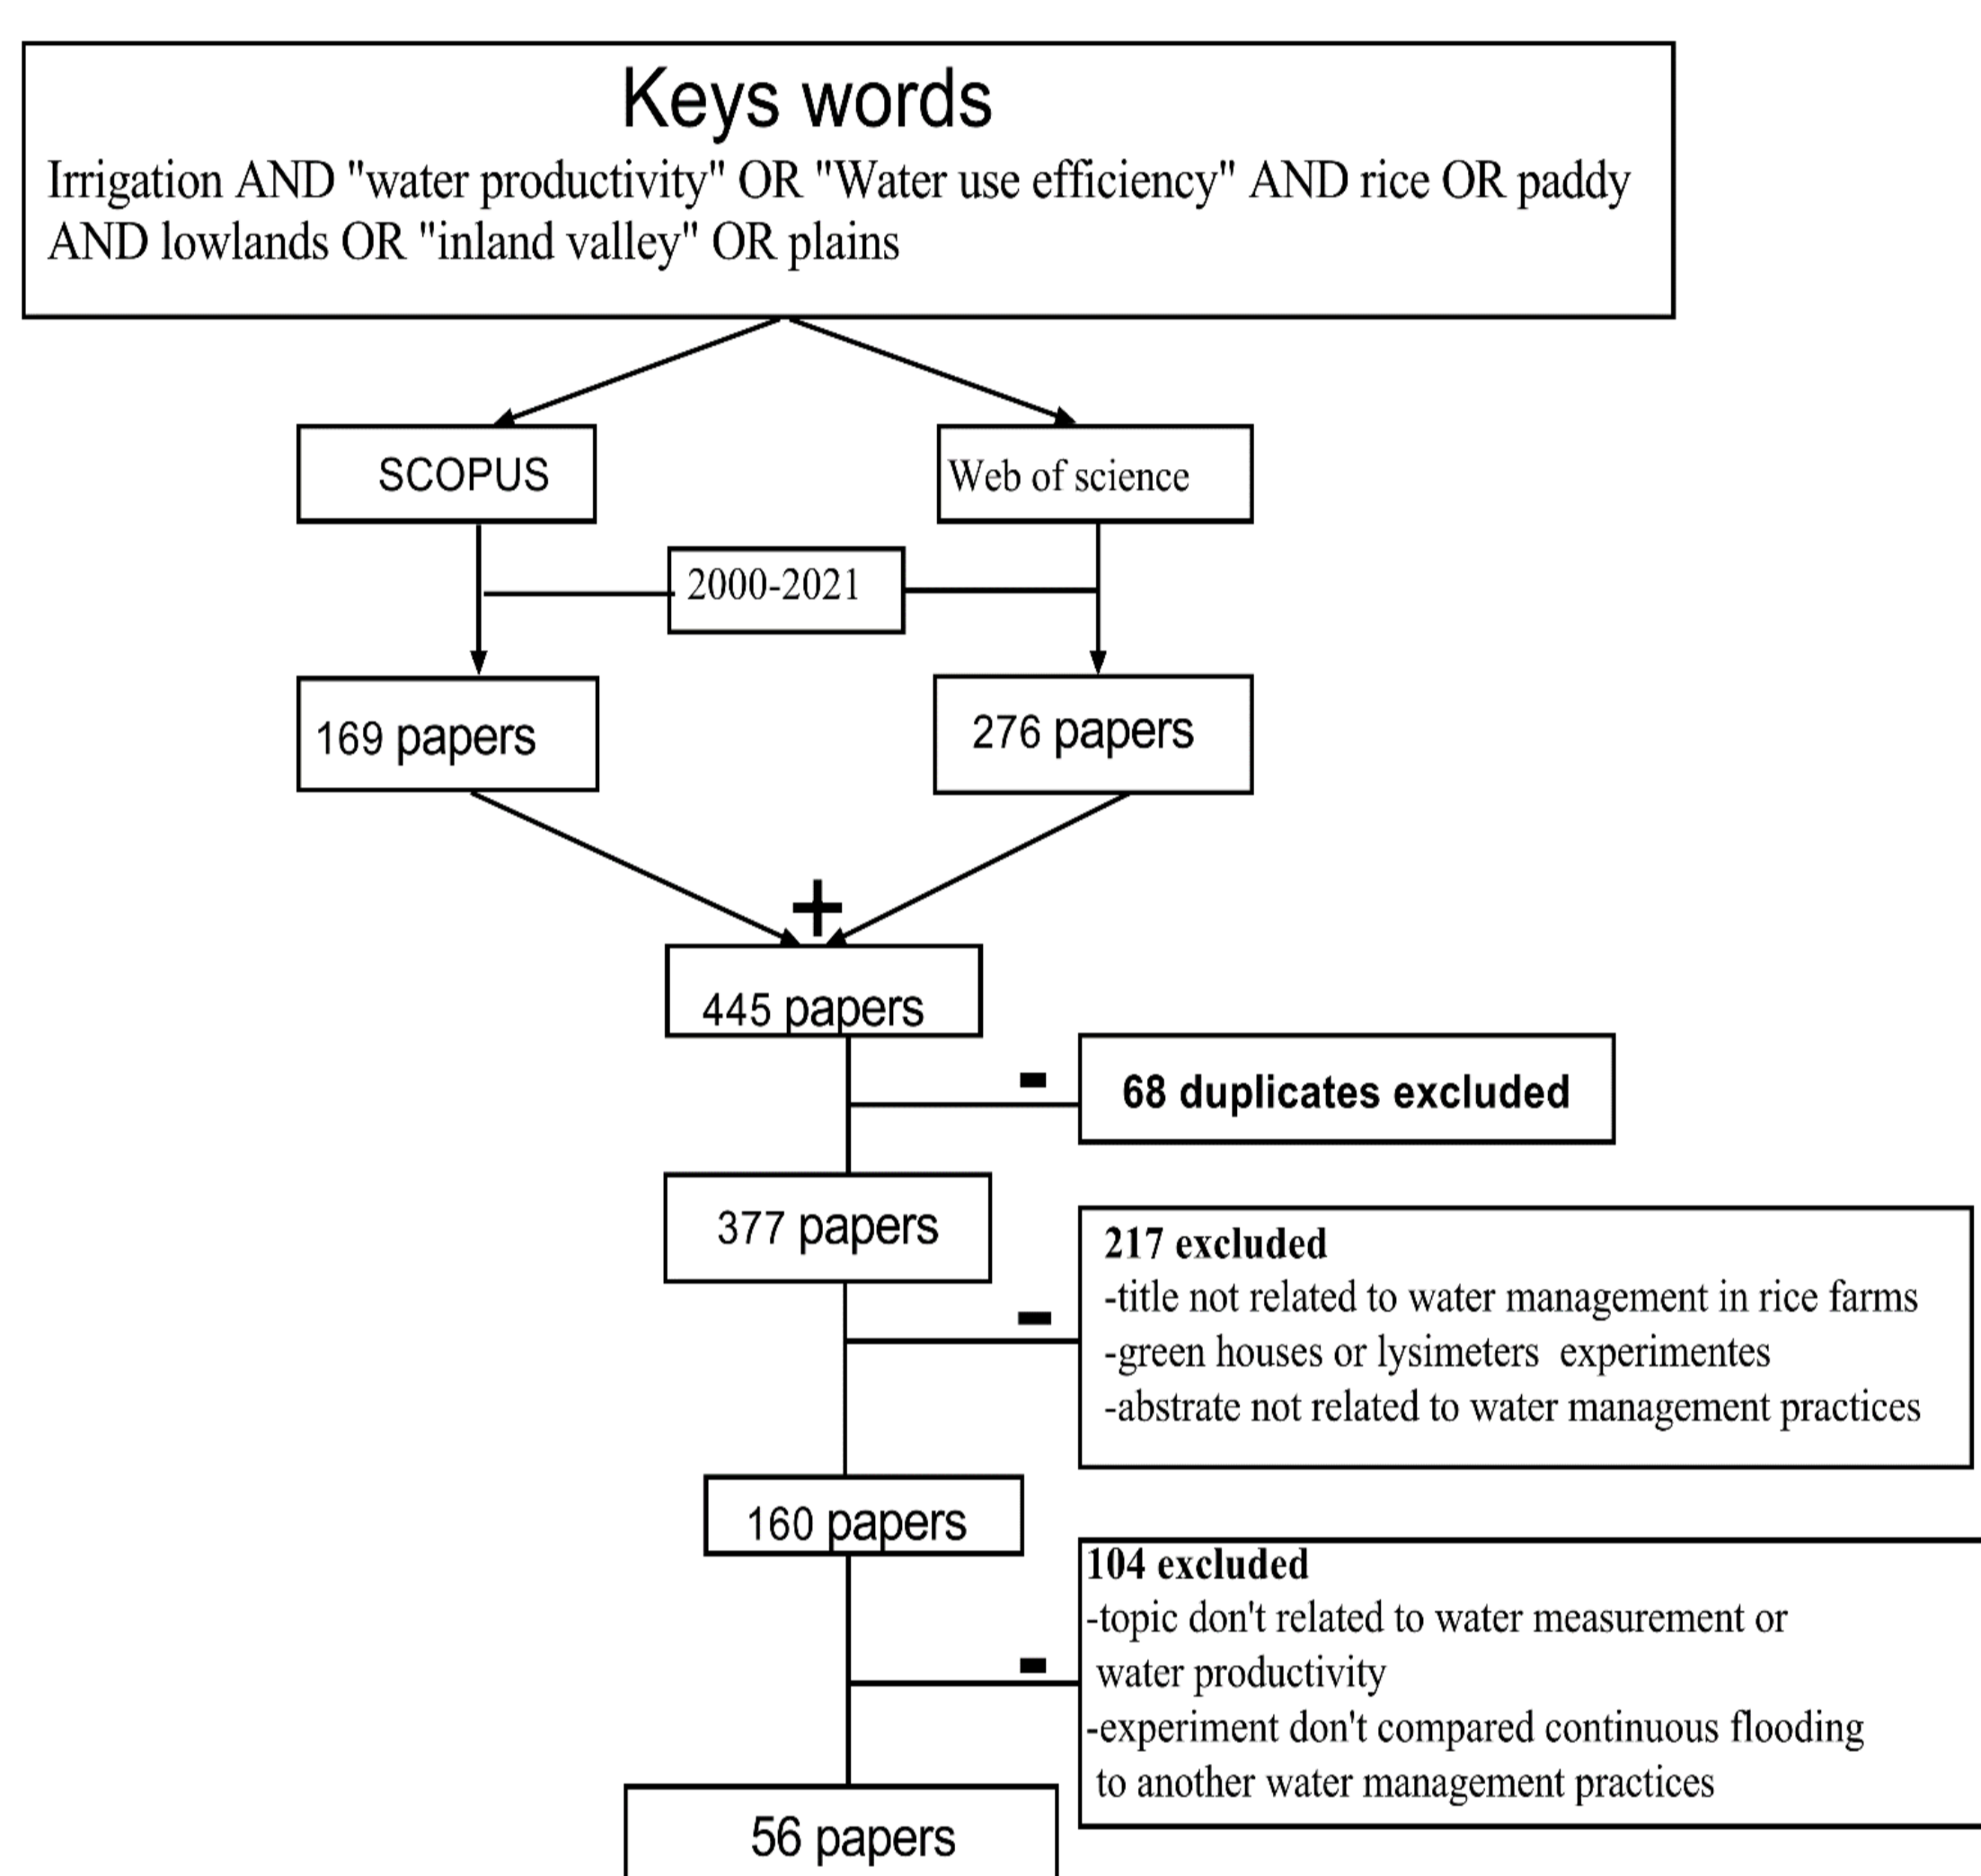 Keys words
Irrigation AND "water productivity" OR "Water use efficiency" AND rice OR paddy
AND lowlands OR "inland valley" OR plains
SCOPUS
Web of science
2000-2021
169 papers
276 papers
+
445 papers
-
68 duplicates excluded
377 papers
-
217 excluded
-title not related to water management in rice farms
-green houses or lysimeters experimentes
-abstrate not related to water management practices
160 papers
-
104 excluded
-topic don't related to water measurement or
water productivity
-experiment don't compared continuous flooding
to another water management practices
56 papers